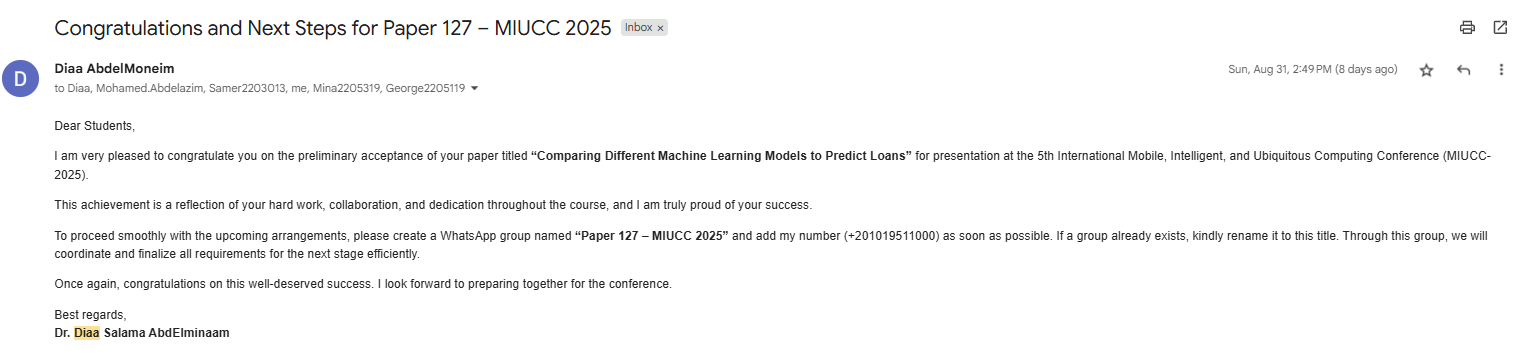 Congratulations and Next Steps for Paper 127 – MIUCC 2025 Inbox ×
D
Diaa AbdelMoneim
Sun, Aug 31, 2:49 PM (8 days ago)
to Diaa, Mohamed.Abdelazim, Samer2203013, me, Mina2205319, George2205119
Dear Students,
I am very pleased to congratulate you on the preliminary acceptance of your paper titled “Comparing Different Machine Learning Models to Predict Loans” for presentation at the 5th International Mobile, Intelligent, and Ubiquitous Computing Conference (MIUCC-
2025).
This achievement is a reflection of your hard work, collaboration, and dedication throughout the course, and I am truly proud of your success.
To proceed smoothly with the upcoming arrangements, please create a WhatsApp group named “Paper 127 – MIUCC 2025” and add my number (+201019511000) as soon as possible. If a group already exists, kindly rename it to this title. Through this group, we will
coordinate and finalize all requirements for the next stage efficiently.
Once again, congratulations on this well-deserved success. I look forward to preparing together for the conference.
Best regards,
Dr. Diaa Salama AbdElminaam